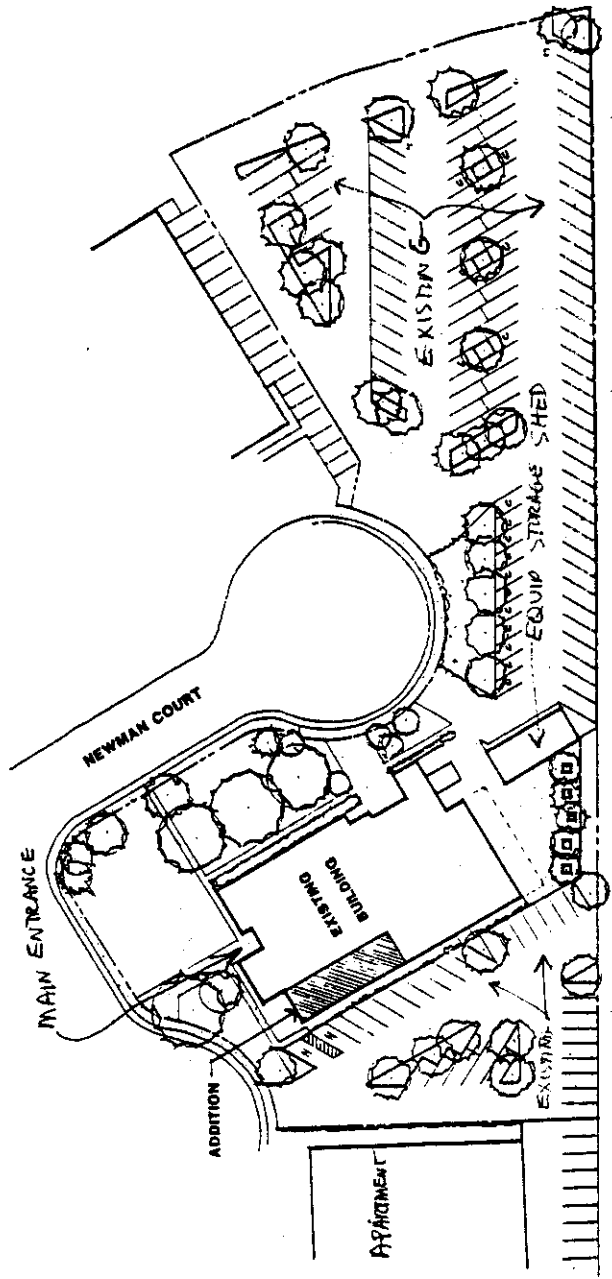 NEWMAN COURT
MAIN ENTRANCE
ADDITION
EXISTING
BUILDING
EXISTING
EQUIP STORAGE SHED
EXISTING
APARTMENT
H
H